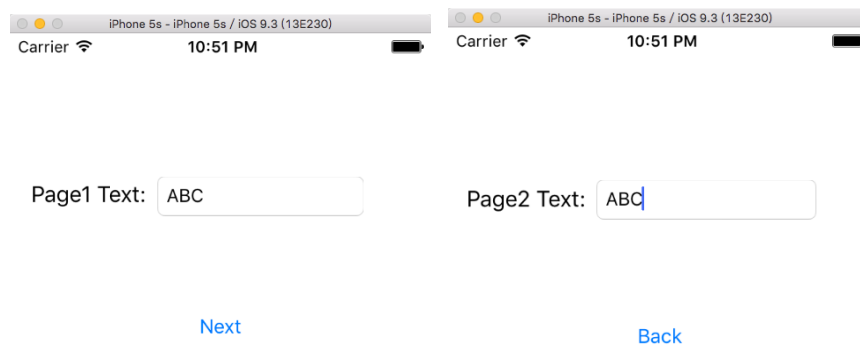 iPhone 5s - iPhone 5s / iOS 9.3 (13E230)
Carrier 10:51 PM
Page1 Text: ABC
Next
iPhone 5s - iPhone 5s / iOS 9.3 (13E230)
Carrier 10:51 PM
Page2 Text: ABC
Back